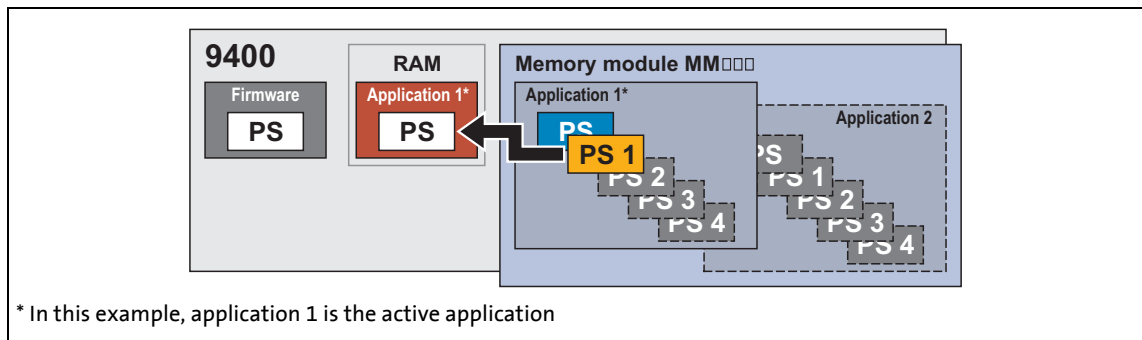 9400
RAM
Memory module MM□□□
Firmware
PS
Application 1*
PS
Application 1*
PS
PS 1
PS 2
PS 3
PS 4
Application 2
PS
PS 1
PS 2
PS 3
PS 4
* In this example, application 1 is the active application